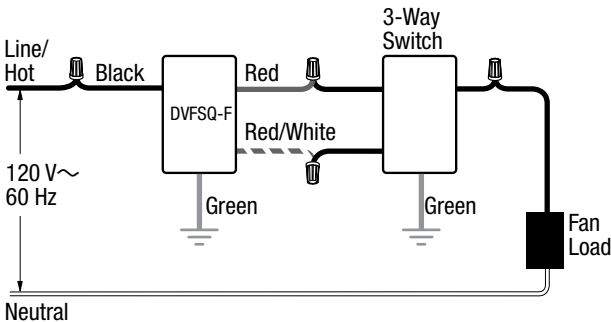 3-Way
Switch
Line/
Hot
Black
Red
DVFSQ-F
Red/White
120 V~
60 Hz
Green
Green
Fan
Load
Neutral